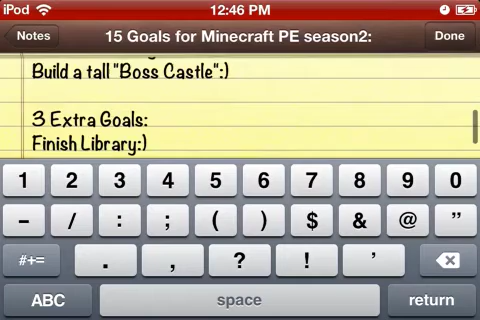 iPod 12:46 PM
Notes 15 Goals for Minecraft PE season2: Done
Build a tall "Boss Castle":)
3 Extra Goals:
Finish Library:)
1 2 3 4 5 6 7 8 9 0
- / : ; ( ) $ & @ ”
#+= . , ? ! ’
ABC space return